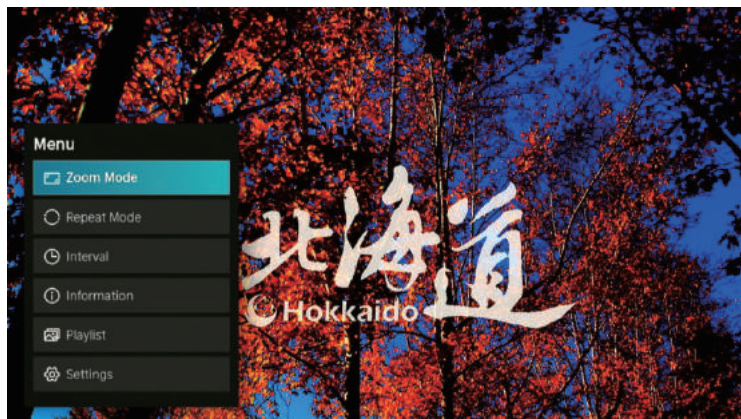 Menu
Zoom Mode
Repeat Mode
Interval
Information
Playlist
Settings
北海道
Hokkaido